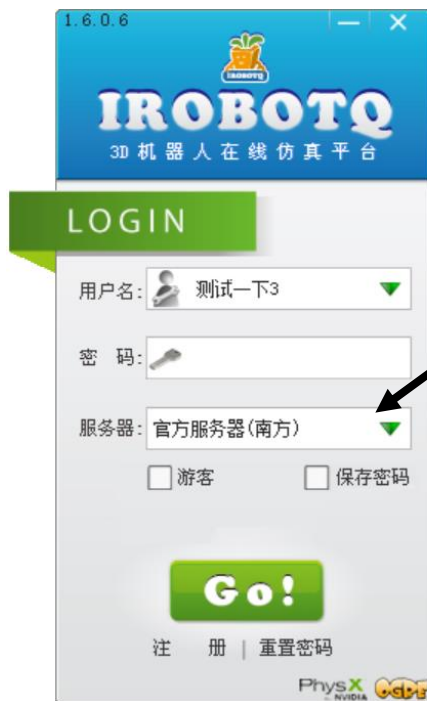 1.6.0.6
IROBOTQ
IROBOTQ
3D 机器人在线仿真平台
LOGIN
用户名: 测试一下3
密 码:
服务器: 官方服务器(南方)
游客 保存密码
Go!
注 册 | 重置密码
PhysX
NVIDIA